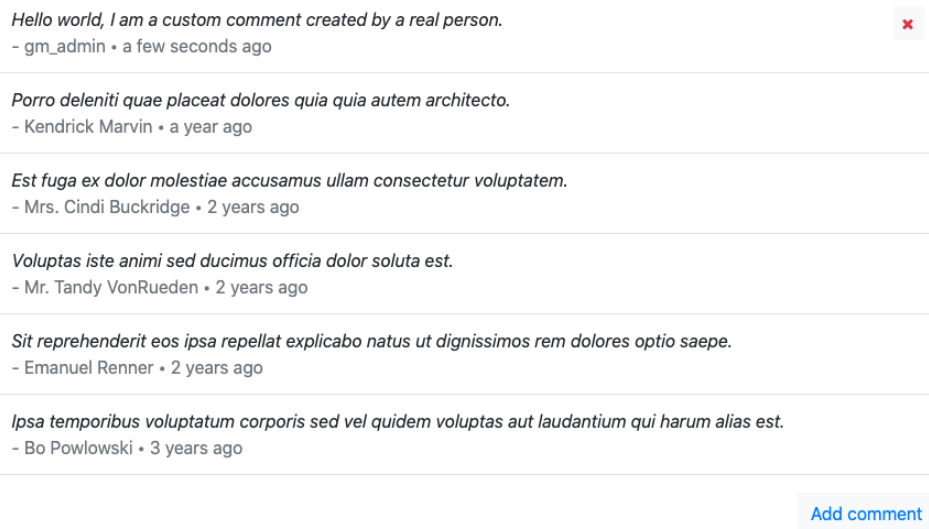 Hello world, I am a custom comment created by a real person.
- gm_admin • a few seconds ago
Porro deleniti quae placeat dolores quia quia autem architecto.
- Kendrick Marvin • a year ago
Est fuga ex dolor molestiae accusamus ullam consectetur voluptatem.
- Mrs. Cindi Buckridge • 2 years ago
Voluptas iste animi sed ducimus officia dolor soluta est.
- Mr. Tandy VonRueden • 2 years ago
Sit reprehenderit eos ipsa repellat explicabo natus ut dignissimos rem dolores optio saepe.
- Emanuel Renner • 2 years ago
Ipsa temporibus voluptatum corporis sed vel quidem voluptas aut laudantium qui harum alias est.
- Bo Powlowski • 3 years ago
Add comment